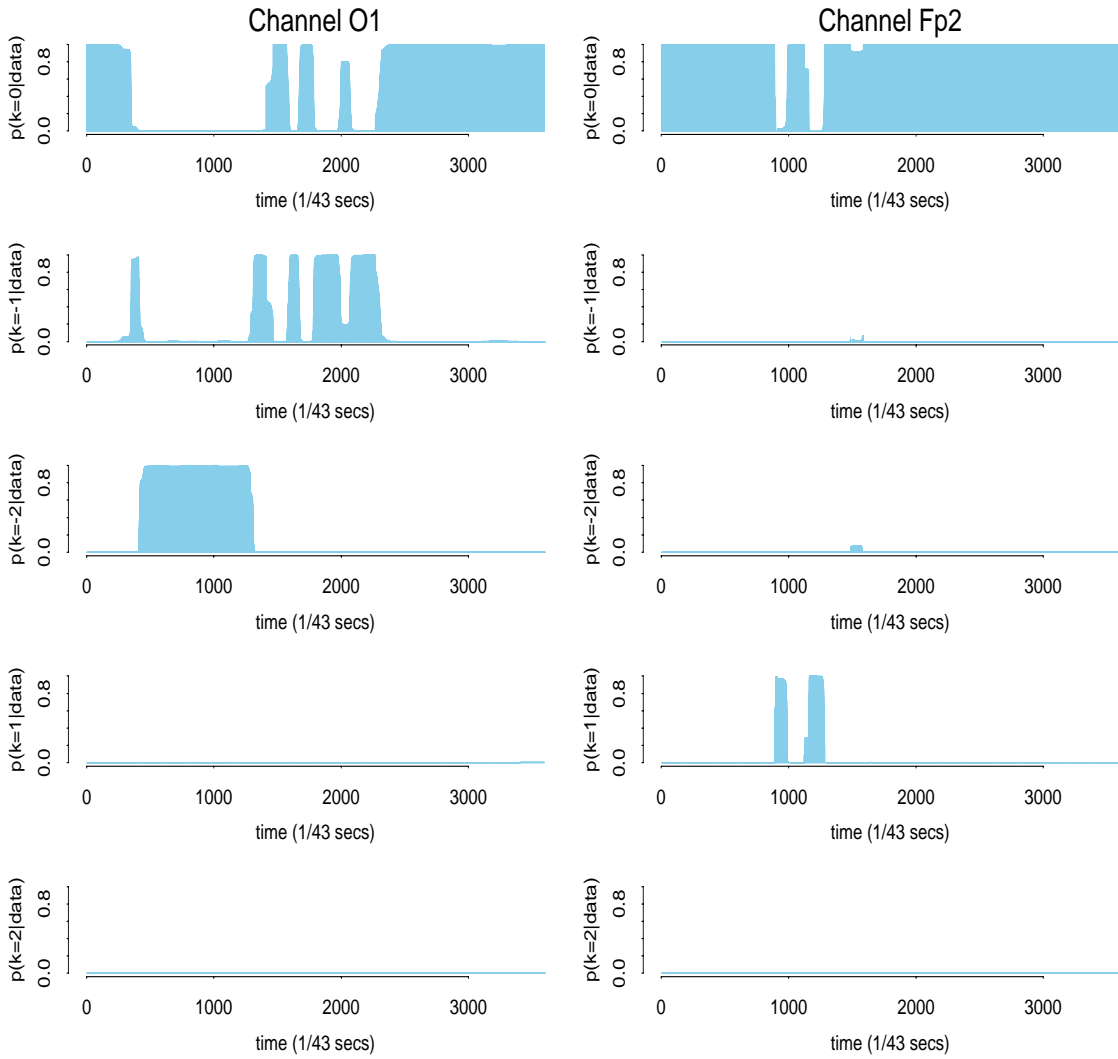 Channel O1
p(k=0|data)
0.0 0.8
0 1000 2000 3000
time (1/43 secs)
p(k=-1|data)
0.0 0.8
0 1000 2000 3000
time (1/43 secs)
p(k=-2|data)
0.0 0.8
0 1000 2000 3000
time (1/43 secs)
p(k=1|data)
0.0 0.8
0 1000 2000 3000
time (1/43 secs)
p(k=2|data)
0.0 0.8
0 1000 2000 3000
time (1/43 secs)
Channel Fp2
p(k=0|data)
0.0 0.8
0 1000 2000 3000
time (1/43 secs)
p(k=-1|data)
0.0 0.8
0 1000 2000 3000
time (1/43 secs)
p(k=-2|data)
0.0 0.8
0 1000 2000 3000
time (1/43 secs)
p(k=1|data)
0.0 0.8
0 1000 2000 3000
time (1/43 secs)
p(k=2|data)
0.0 0.8
0 1000 2000 3000
time (1/43 secs)